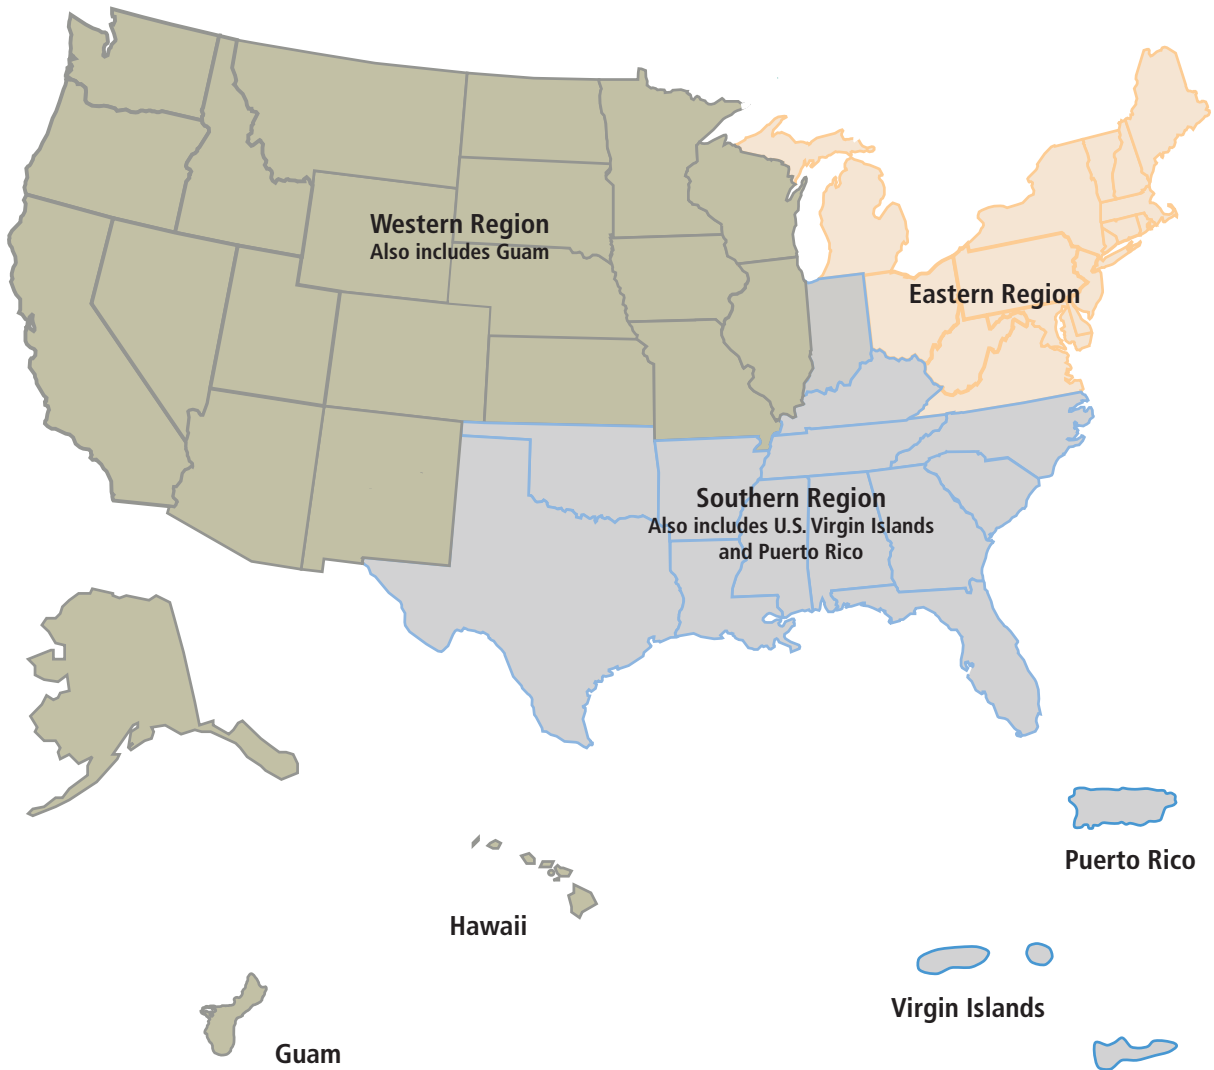 Western Region
Also includes Guam
Eastern Region
Southern Region
Also includes U.S. Virgin Islands
and Puerto Rico
Puerto Rico
Hawaii
Virgin Islands
Guam